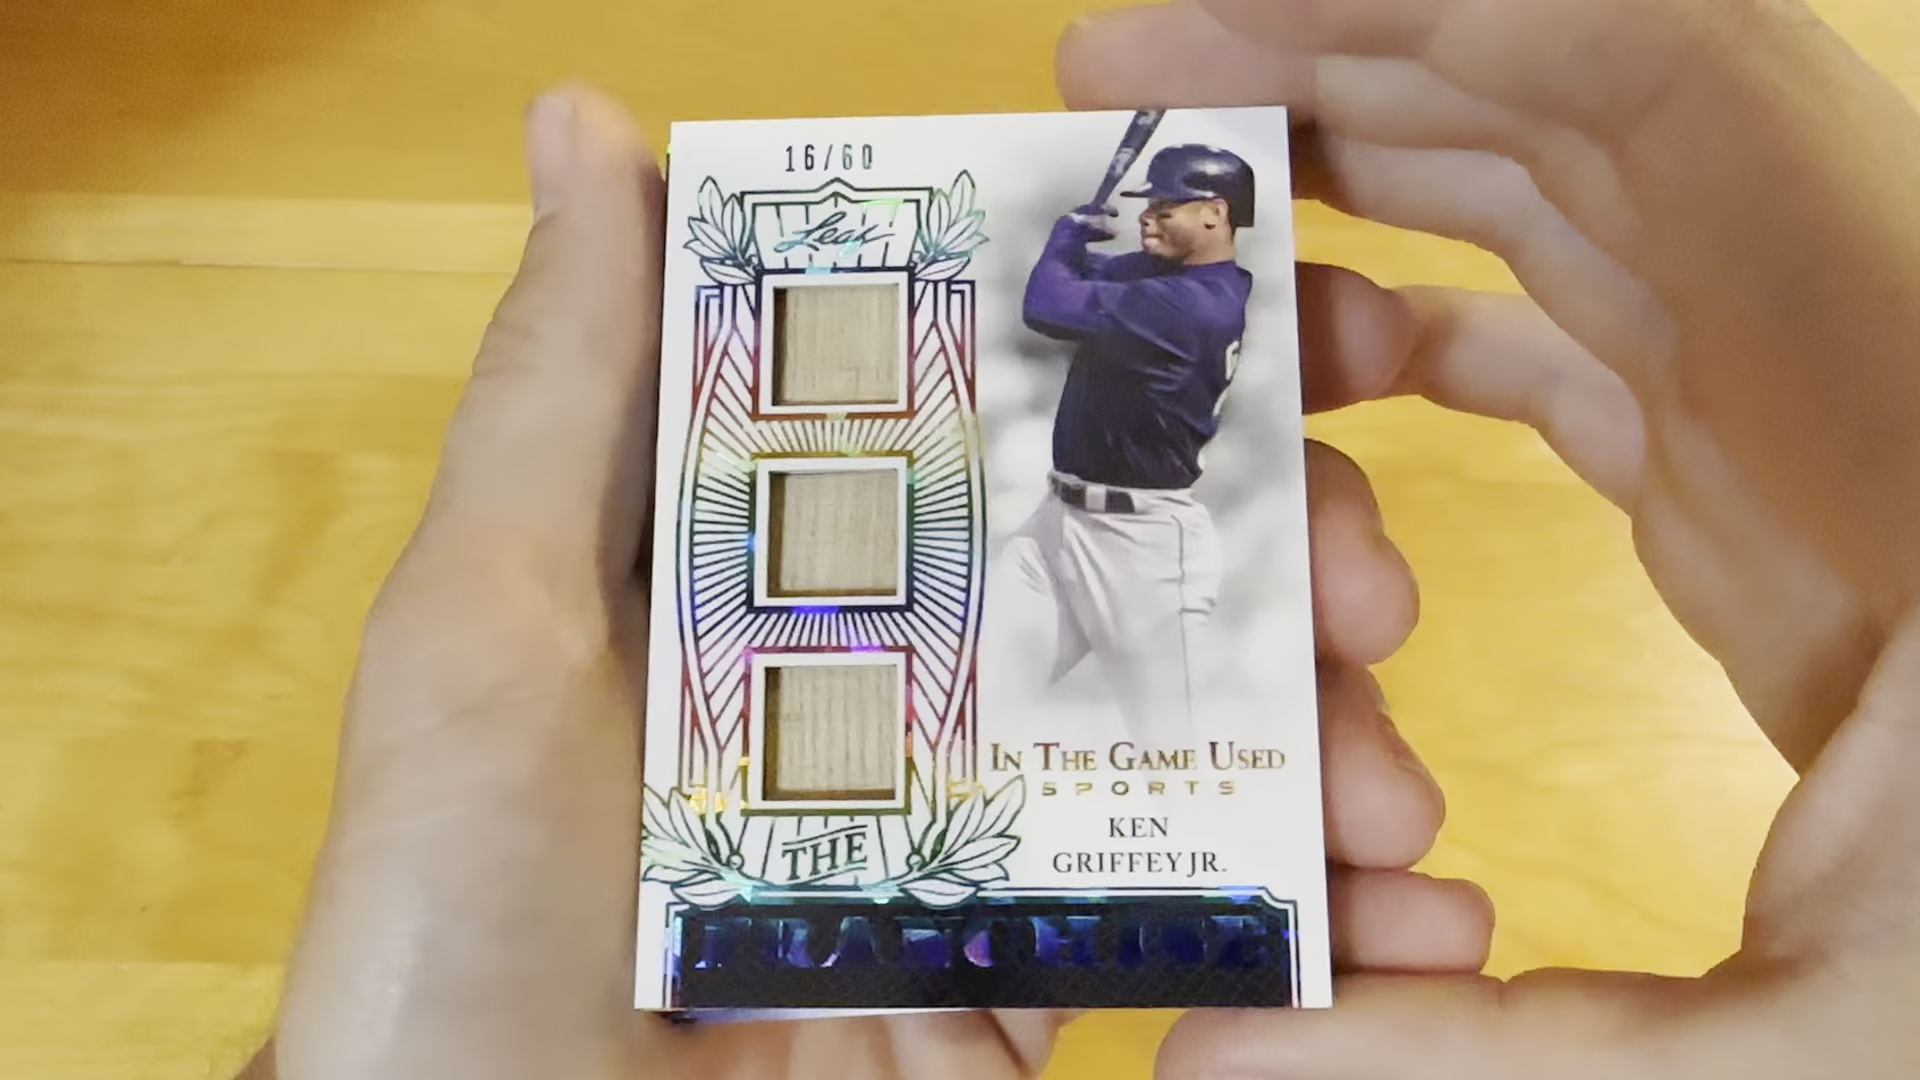 16/60
Leaf
IN THE GAME USED
SPORTS
KEN
GRIFFEY JR.
THE
FRANCHISE